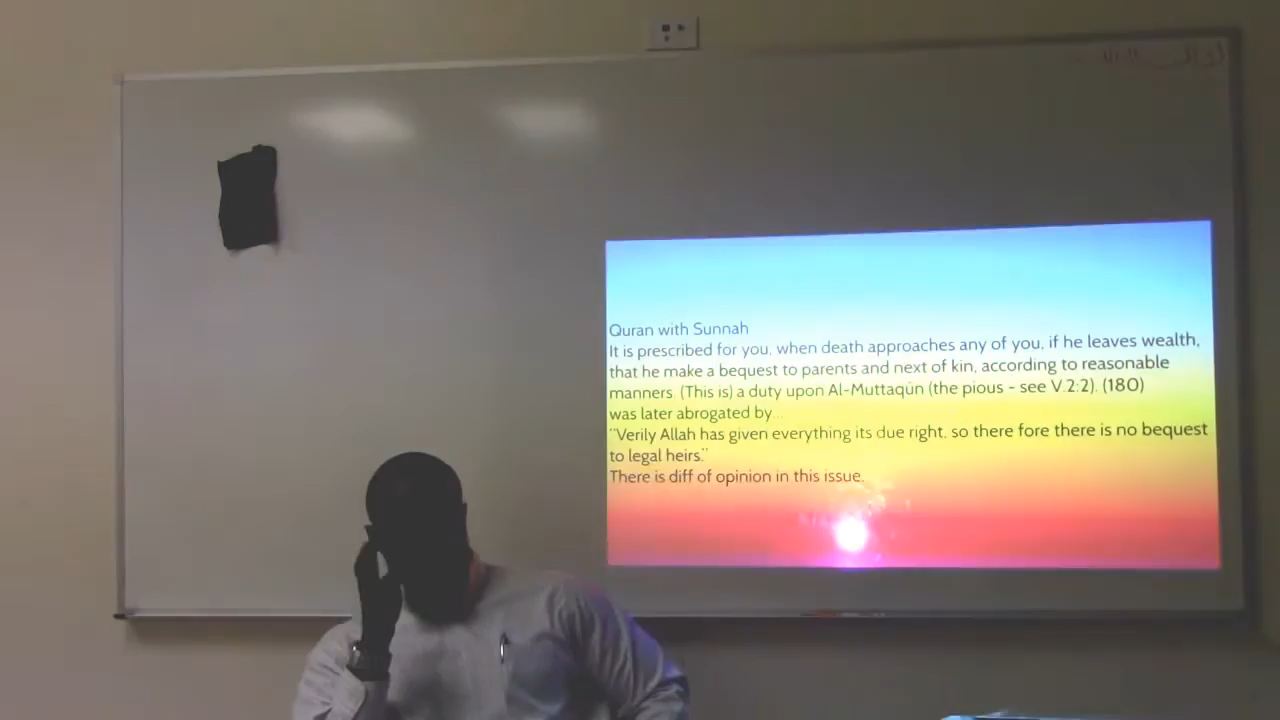 Quran with Sunnah
It is prescribed for you, when death approaches any of you, if he leaves wealth,
that he make a bequest to parents and next of kin, according to reasonable
manners. (This is) a duty upon Al-Muttaqûn (the pious - see V.2:2). (180)
was later abrogated by...
"Verily Allah has given everything its due right, so there fore there is no bequest
to legal heirs."
There is diff of opinion in this issue.